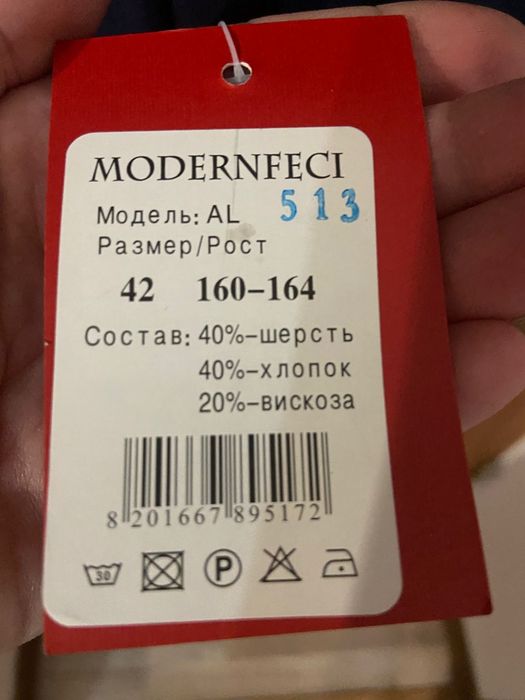 MODERNFECI
Модель: AL 513
Размер/Рост
42 160-164
Состав: 40%-шерсть
40%-хлопок
20%-вискоза
8 201667 895172
30
P